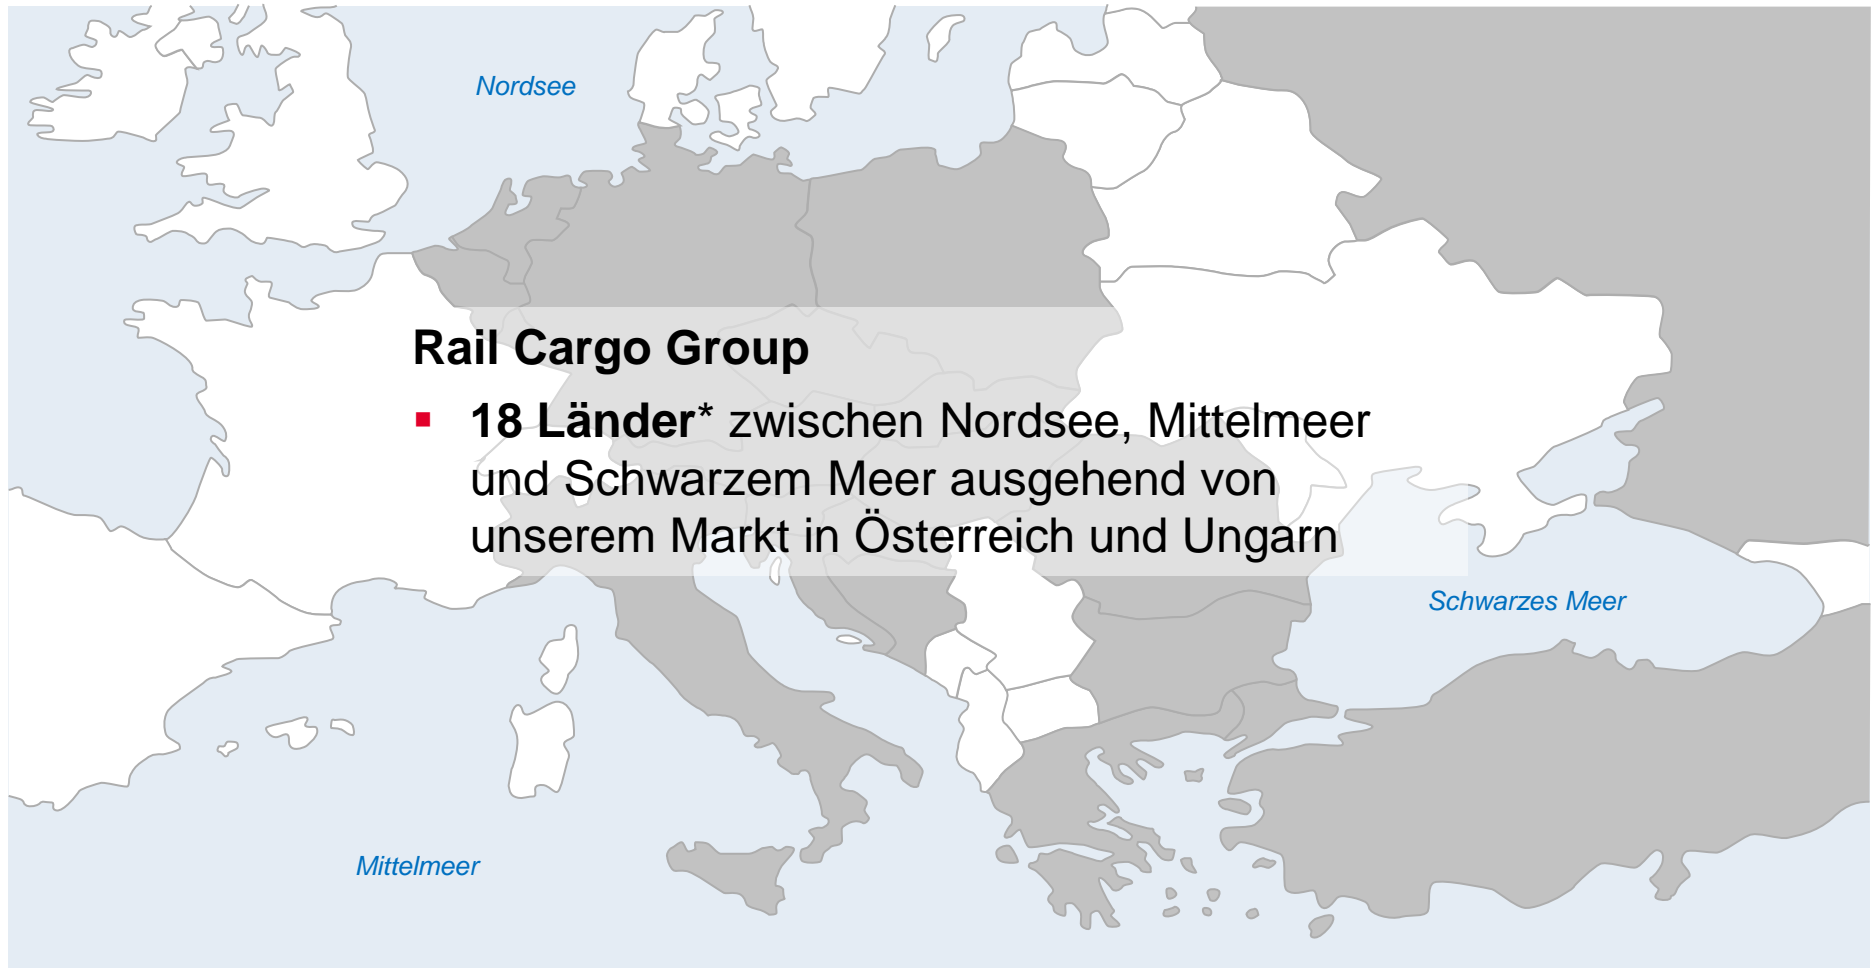 Nordsee
Rail Cargo Group
▪ 18 Länder* zwischen Nordsee, Mittelmeer
und Schwarzem Meer ausgehend von
unserem Markt in Österreich und Ungarn
Schwarzes Meer
Mittelmeer